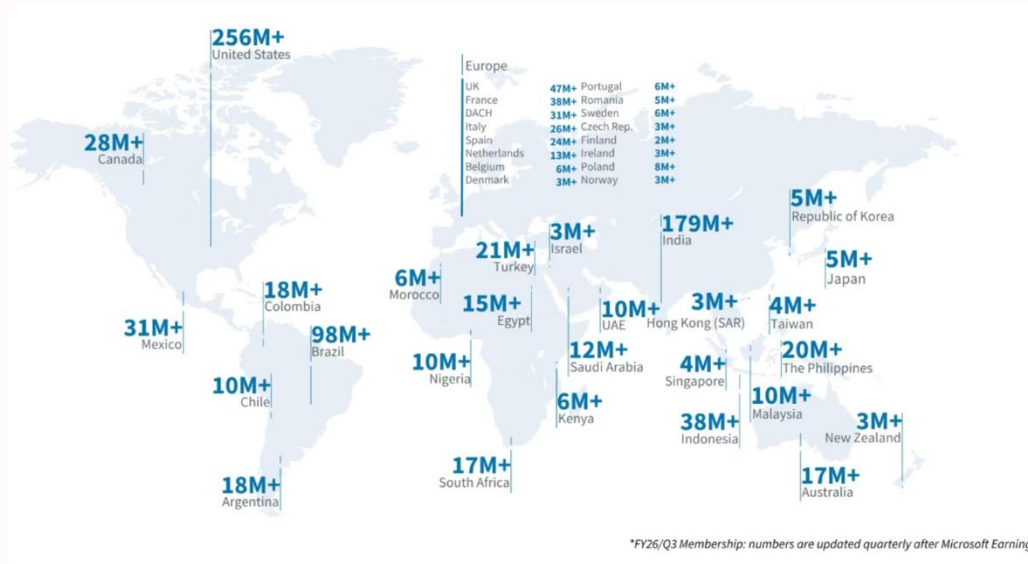 256M+
United States
28M+
Canada
Europe
UK 47M+ Portugal 6M+
France 38M+ Romania 5M+
DACH 31M+ Sweden 6M+
Italy 26M+ Czech Rep. 3M+
Spain 24M+ Finland 2M+
Netherlands 13M+ Ireland 3M+
Belgium 6M+ Poland 8M+
Denmark 3M+ Norway 3M+
5M+
Republic of Korea
179M+
India
3M+
Israel
21M+
Turkey
5M+
Japan
6M+
Morocco
18M+
Colombia
15M+
Egypt
10M+
UAE
3M+
Hong Kong (SAR)
4M+
Taiwan
31M+
Mexico
98M+
Brazil
12M+
Saudi Arabia
20M+
The Philippines
10M+
Nigeria
4M+
Singapore
10M+
Chile
6M+
Kenya
10M+
Malaysia
38M+
Indonesia
3M+
New Zealand
17M+
South Africa
18M+
Argentina
17M+
Australia
*FY26/Q3 Membership: numbers are updated quarterly after Microsoft Earning